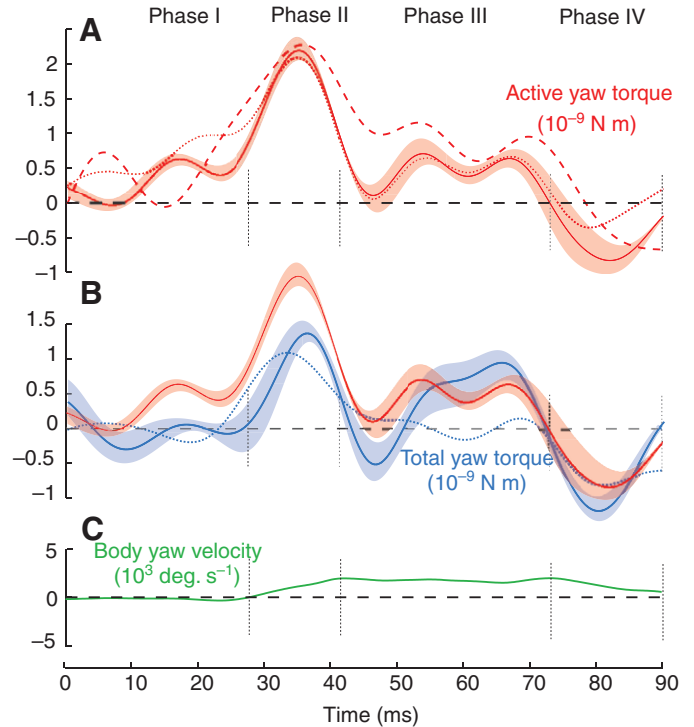 Phase I Phase II Phase III Phase IV
A
2
1.5
1
0.5
0
–0.5
–1
Active yaw torque
(10–9 N m)
B
1.5
1
0.5
0
–0.5
–1
Total yaw torque
(10–9 N m)
C
5
0
–5
Body yaw velocity
(103 deg. s–1)
0 10 20 30 40 50 60 70 80 90
Time (ms)